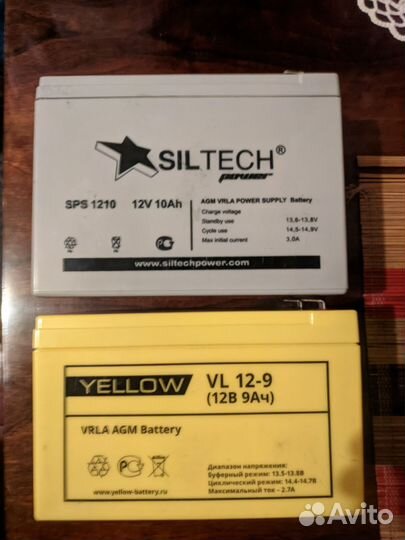 SILTECH®
power
SPS 1210 12V 10Ah
AGM VRLA POWER SUPPLY Battery
Charge voltage
Standby use 13,6-13,8V
Cycle use 14,5-14,9V
Max initial current 3,0A
www.siltechpower.com
YELLOW
VL 12-9
(12В 9Ач)
VRLA AGM Battery
Диапазон напряжения:
Буферный режим: 13.5-13.8В
Циклический режим: 14.4-14.7В
Максимальный ток - 2.7А
www.yellow-battery.ru
Avito